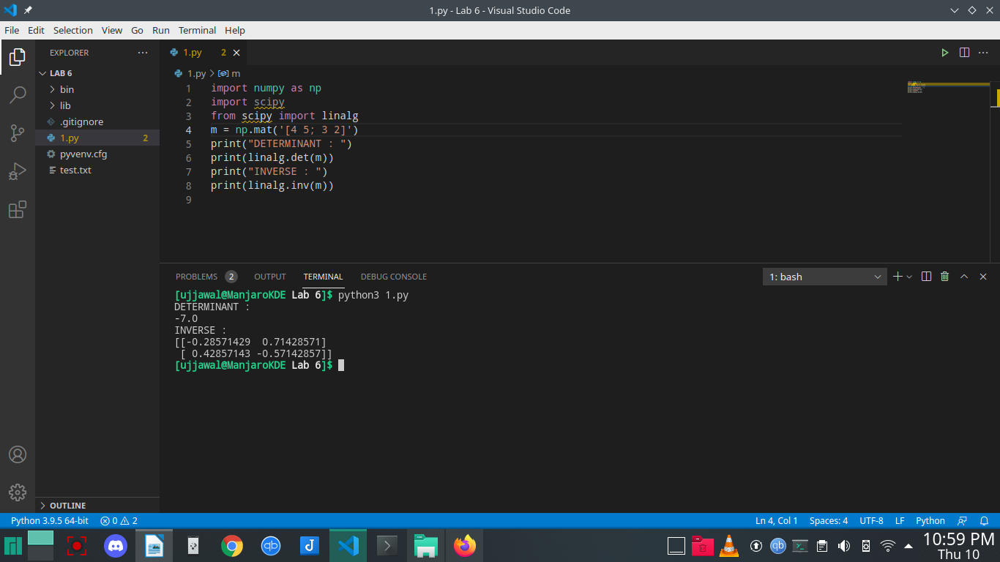 1.py - Lab 6 - Visual Studio Code
File Edit Selection View Go Run Terminal Help
EXPLORER
LAB 6
bin
lib
.gitignore
1.py 2
pyvenv.cfg
test.txt
OUTLINE
1.py 2
1.py > m
1 import numpy as np
2 import scipy
3 from scipy import linalg
4 m = np.mat('[4 5; 3 2]')
5 print("DETERMINANT : ")
6 print(linalg.det(m))
7 print("INVERSE : ")
8 print(linalg.inv(m))
9
PROBLEMS 2 OUTPUT TERMINAL DEBUG CONSOLE 1: bash
[ujjawal@ManjaroKDE Lab 6]$ python3 1.py
DETERMINANT :
-7.0
INVERSE :
[[-0.28571429  0.71428571]
 [ 0.42857143 -0.57142857]]
[ujjawal@ManjaroKDE Lab 6]$
Python 3.9.5 64-bit 0 2 Ln 4, Col 1 Spaces: 4 UTF-8 LF Python
qb qb 10:59 PM
Thu 10